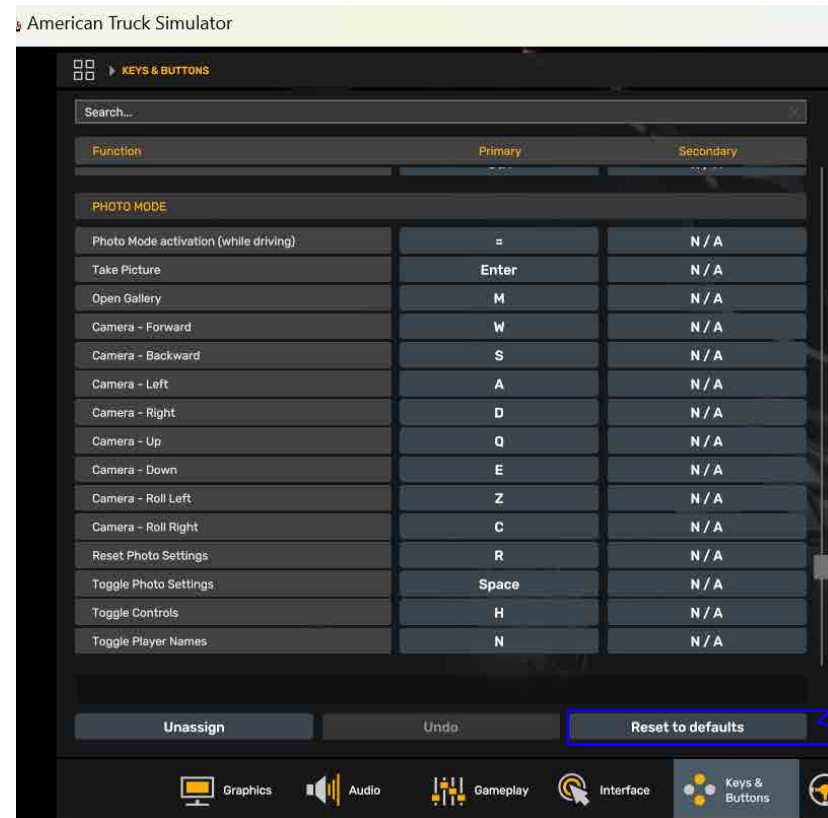 American Truck Simulator
KEYS & BUTTONS
Search...
Function Primary Secondary
PHOTO MODE
Photo Mode activation (while driving) = N / A
Take Picture Enter N / A
Open Gallery M N / A
Camera - Forward W N / A
Camera - Backward S N / A
Camera - Left A N / A
Camera - Right D N / A
Camera - Up Q N / A
Camera - Down E N / A
Camera - Roll Left Z N / A
Camera - Roll Right C N / A
Reset Photo Settings R N / A
Toggle Photo Settings Space N / A
Toggle Controls H N / A
Toggle Player Names N N / A
Unassign Undo Reset to defaults
Graphics Audio Gameplay Interface Keys &
Buttons